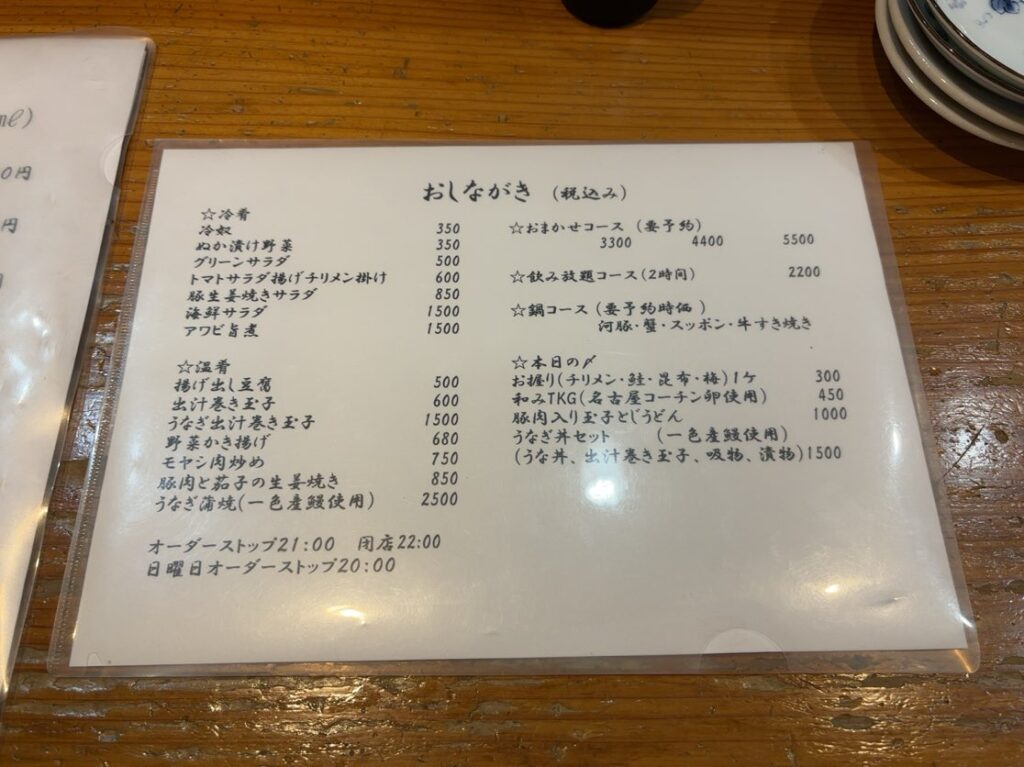 me)
0円
円
おしながき (税込み)
☆冷肴
冷奴 350
ぬか漬け野菜 350
グリーンサラダ 500
トマトサラダ揚げチリメン掛け 600
豚生姜焼きサラダ 850
海鮮サラダ 1500
アワビ旨煮 1500
☆温肴
揚げ出し豆腐 500
出汁巻き玉子 600
うなぎ出汁巻き玉子 1500
野菜かき揚げ 680
モヤシ肉炒め 750
豚肉と茄子の生姜焼き 850
うなぎ蒲焼(一色産鰻使用) 2500
オーダーストップ21:00 閉店22:00
日曜日オーダーストップ20:00
☆おまかせコース (要予約)
3300 4400 5500
☆飲み放題コース(2時間) 2200
☆鍋コース (要予約時価 )
河豚・蟹・スッポン・牛すき焼き
☆本日の〆
お握り(チリメン・鮭・昆布・梅)1ケ 300
和みTKG(名古屋コーチン卵使用) 450
豚肉入り玉子とじうどん 1000
うなぎ丼セット (一色産鰻使用)
(うな丼、出汁巻き玉子、吸物、漬物)1500